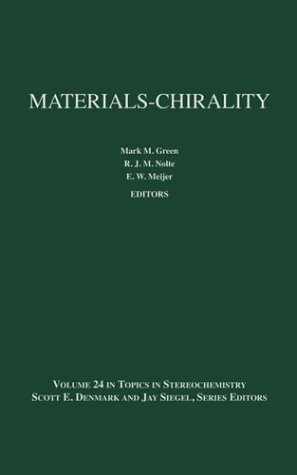 MATERIALS-CHIRALITY
Mark M. Green
R. J. M. Nolte
E. W. Meijer
EDITORS
VOLUME 24 IN TOPICS IN STEREOCHEMISTRY
SCOTT E. DENMARK AND JAY SIEGEL, SERIES EDITORS